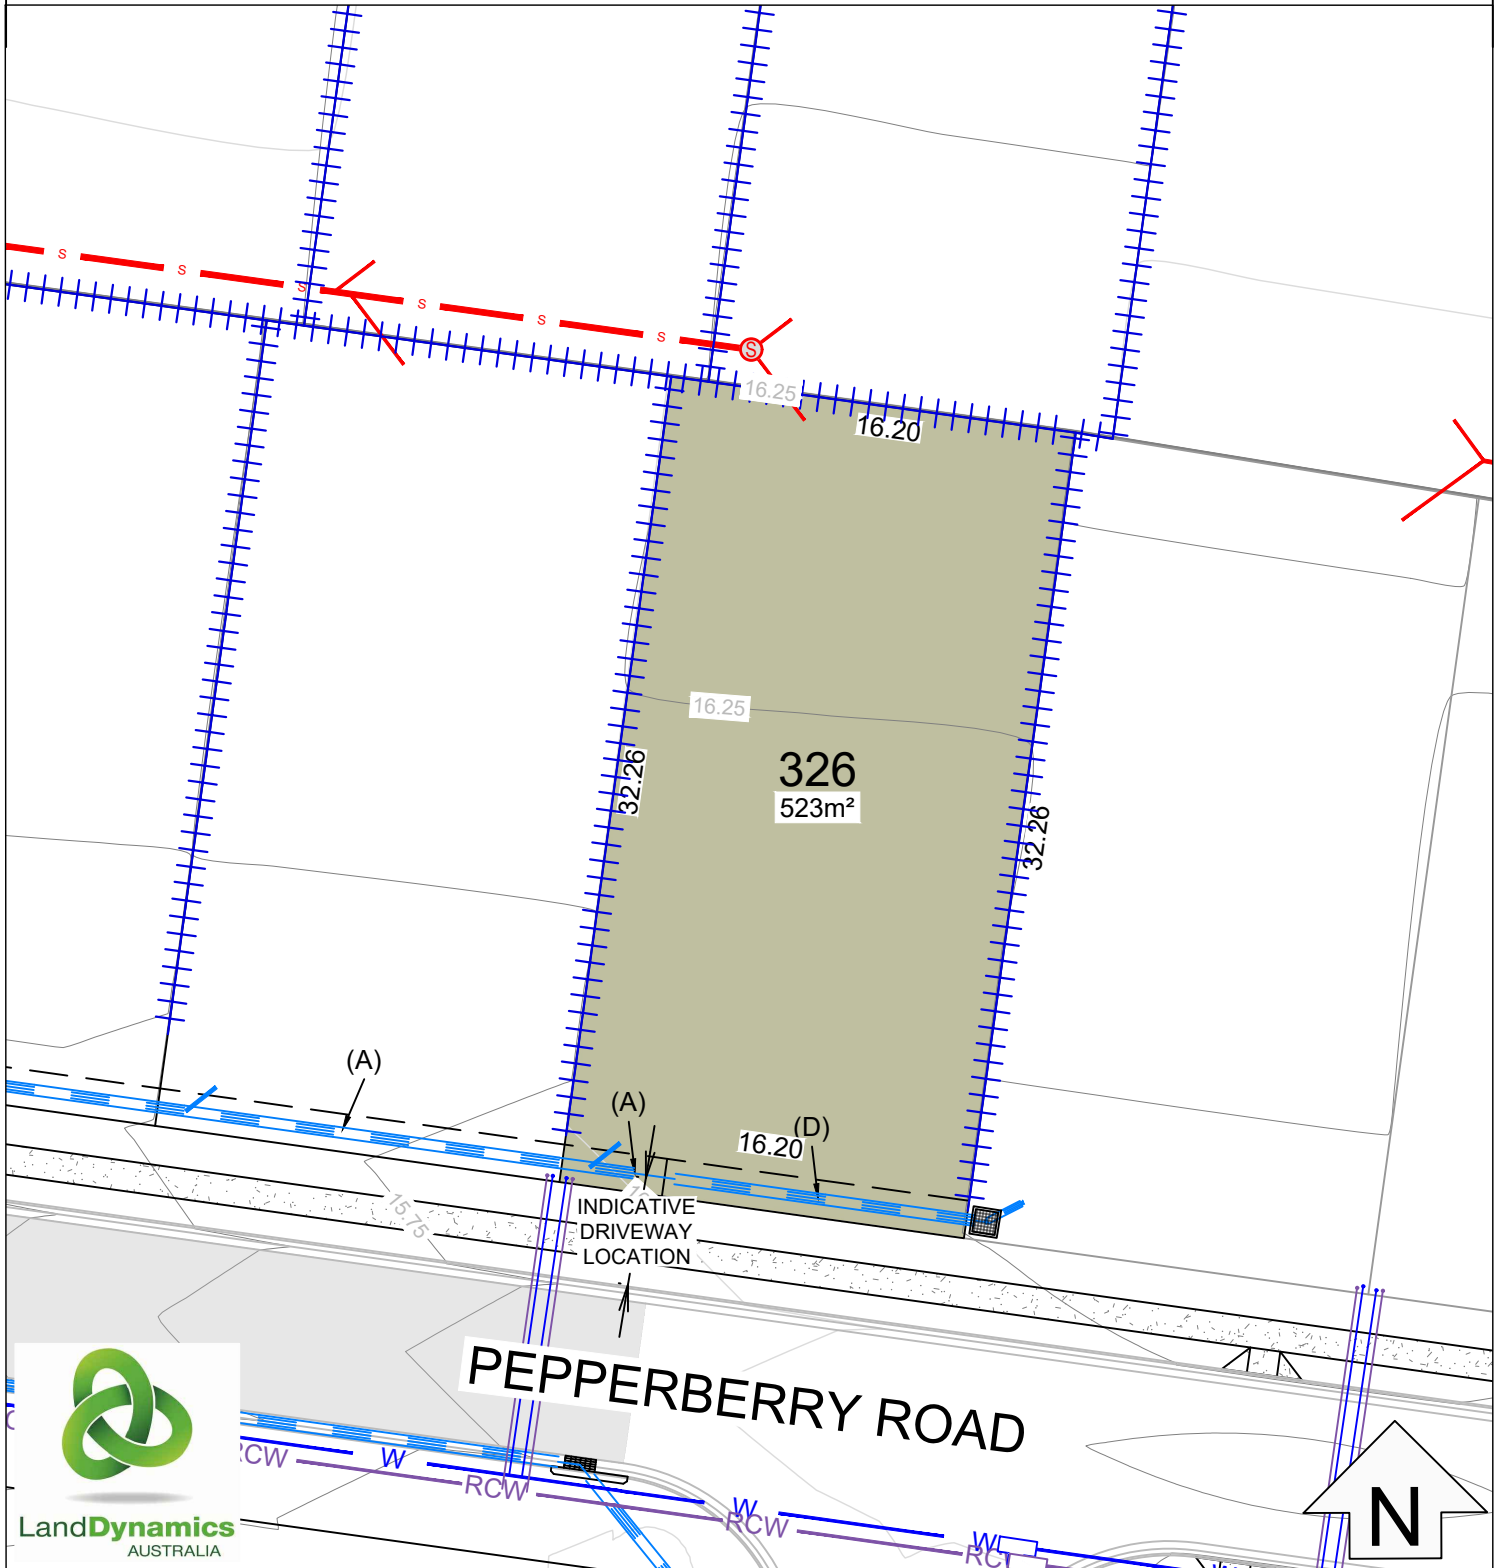 S
S
S
S
S
S
S
16.25
16.20
16.25
32.26
326
523m²
32.26
(A)
(A)
(D)
16.20
15.75
INDICATIVE
DRIVEWAY
LOCATION
PEPPERBERRY ROAD
RCW
W
RCW
W
RCW
W
N
LandDynamics
AUSTRALIA